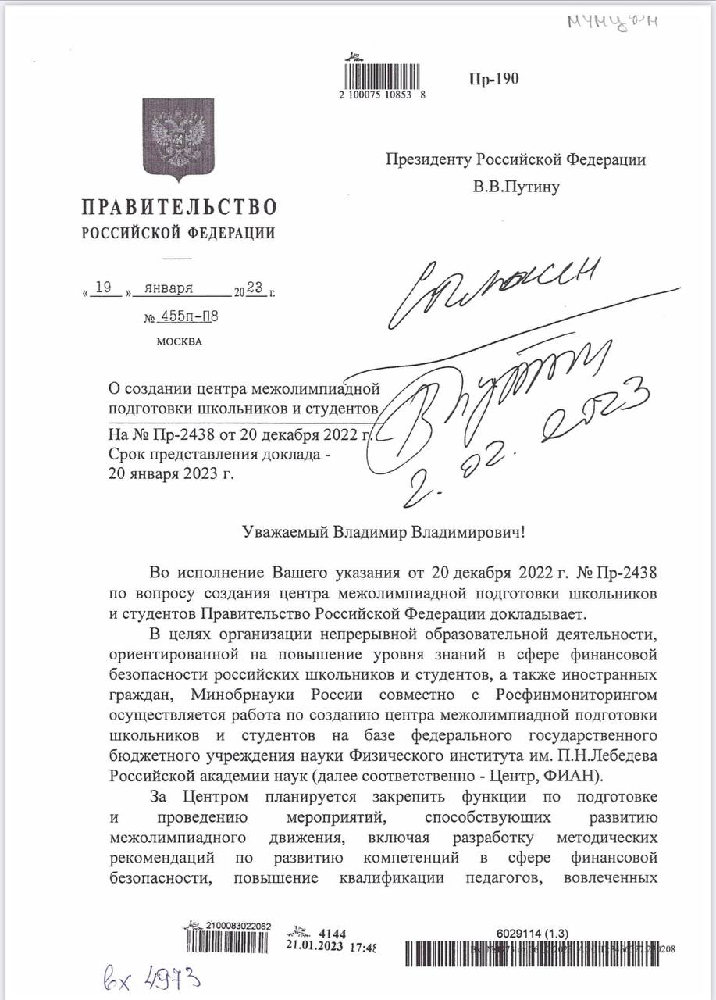 Пр-190
2 100075 10853 8
ПРАВИТЕЛЬСТВО
РОССИЙСКОЙ ФЕДЕРАЦИИ
« 19 » января 2023 г.
№ 455п-П8
МОСКВА
Президенту Российской Федерации
В.В.Путину
Согласен
В Путин
2. 02. 2023
О создании центра межолимпиадной
подготовки школьников и студентов
На № Пр-2438 от 20 декабря 2022 г.
Срок представления доклада -
20 января 2023 г.
Уважаемый Владимир Владимирович!
Во исполнение Вашего указания от 20 декабря 2022 г. № Пр-2438
по вопросу создания центра межолимпиадной подготовки школьников
и студентов Правительство Российской Федерации докладывает.
В целях организации непрерывной образовательной деятельности,
ориентированной на повышение уровня знаний в сфере финансовой
безопасности российских школьников и студентов, а также иностранных
граждан, Минобрнауки России совместно с Росфинмониторингом
осуществляется работа по созданию центра межолимпиадной подготовки
школьников и студентов на базе федерального государственного
бюджетного учреждения науки Физического института им. П.Н.Лебедева
Российской академии наук (далее соответственно - Центр, ФИАН).
За Центром планируется закрепить функции по подготовке
и проведению мероприятий, способствующих развитию
межолимпиадного движения, включая разработку методических
рекомендаций по развитию компетенций в сфере финансовой
безопасности, повышение квалификации педагогов, вовлеченных
2100083022062
4144
21.01.2023 17:48
6029114 (1.3)
вх 4973